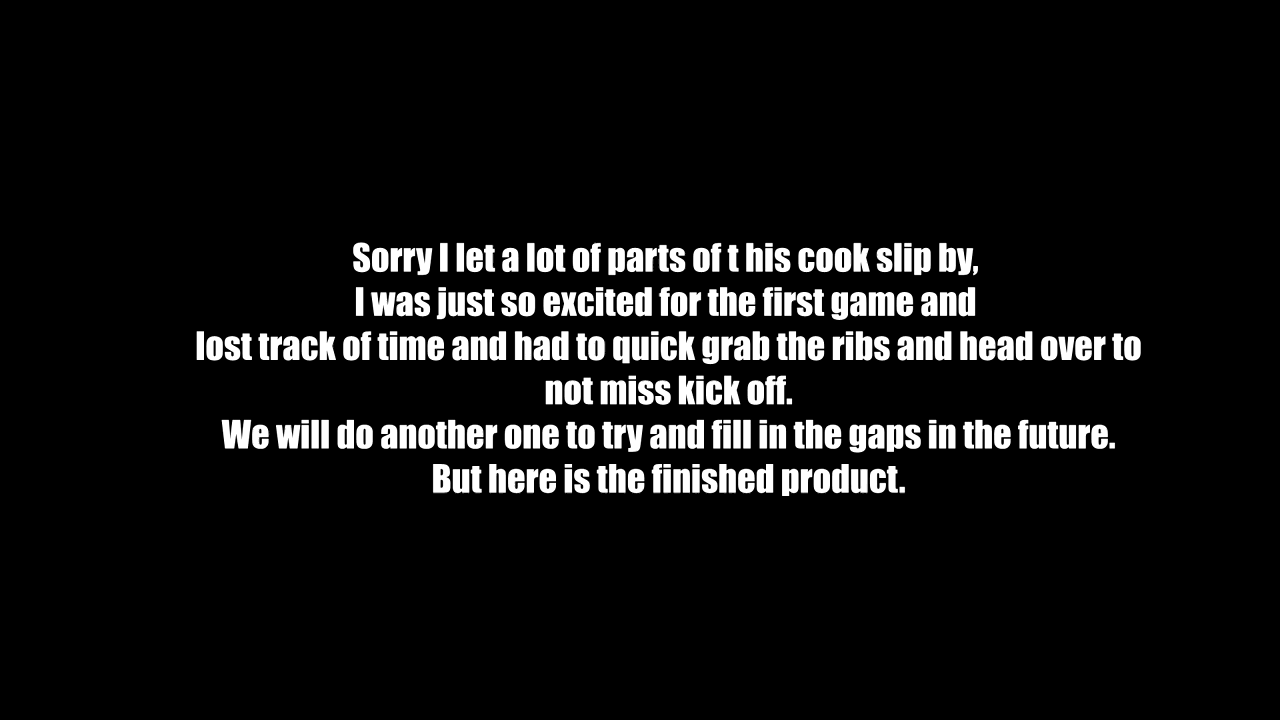 Sorry I let a lot of parts of t his cook slip by,
I was just so excited for the first game and
lost track of time and had to quick grab the ribs and head over to
not miss kick off.
We will do another one to try and fill in the gaps in the future.
But here is the finished product.